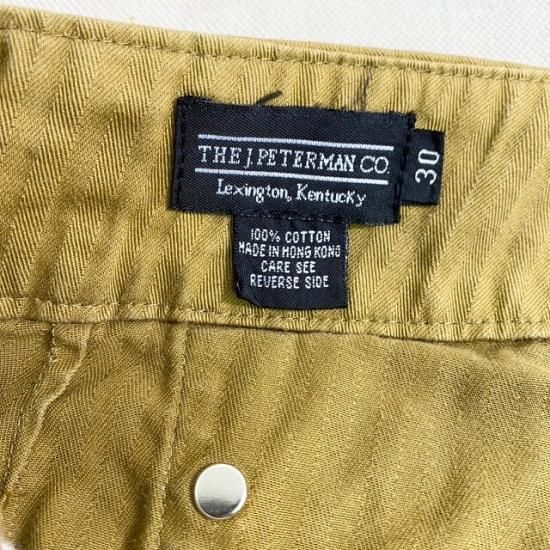 THE J. PETERMAN CO.
Lexington, Kentucky
30
100% COTTON
MADE IN HONG KONG
CARE SEE
REVERSE SIDE